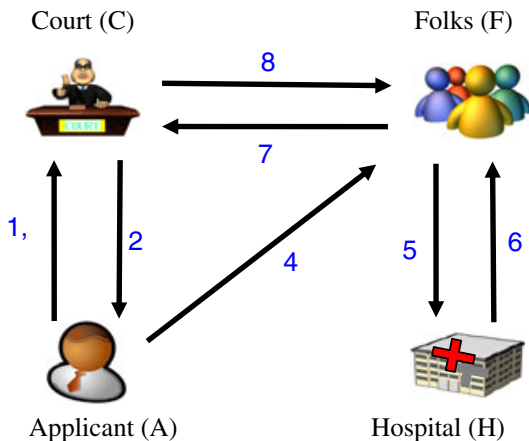 Court (C)
Folks (F)
8
COURT
7
1,
2
4
5
6
Applicant (A)
Hospital (H)